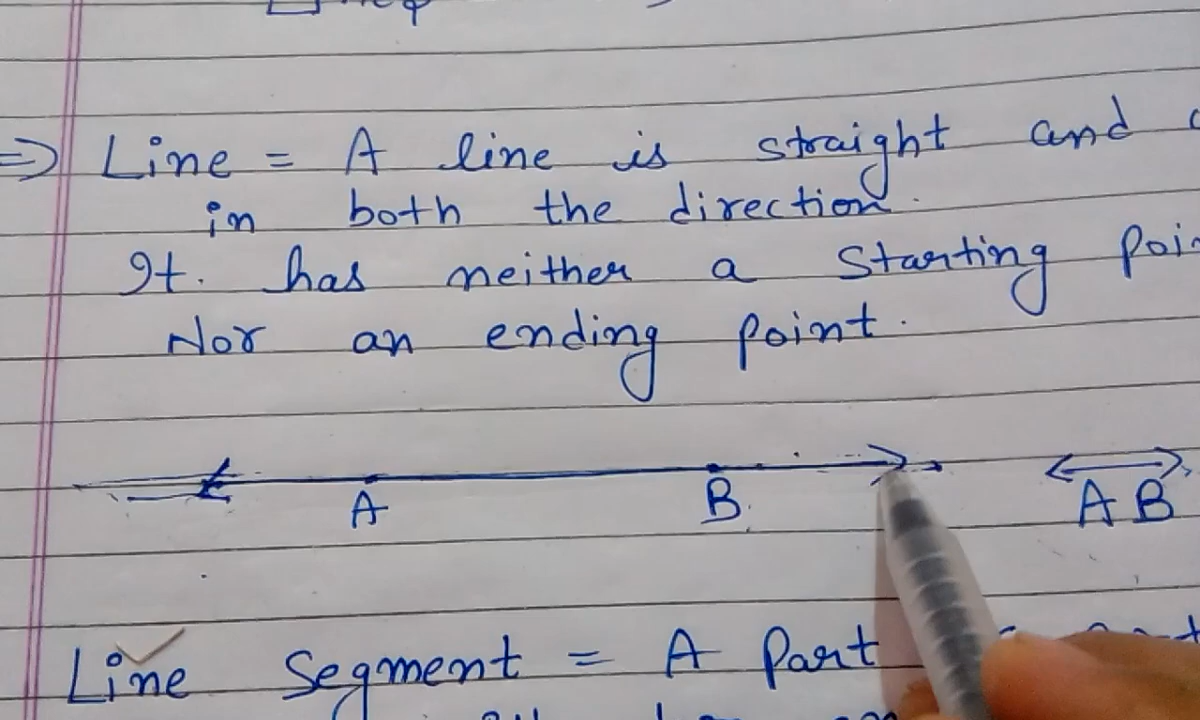 ⇒ Line = A line is straight and
in both the direction.
It. has neither a starting
Nor an ending point.
A B
A B
Line Segment = A Part